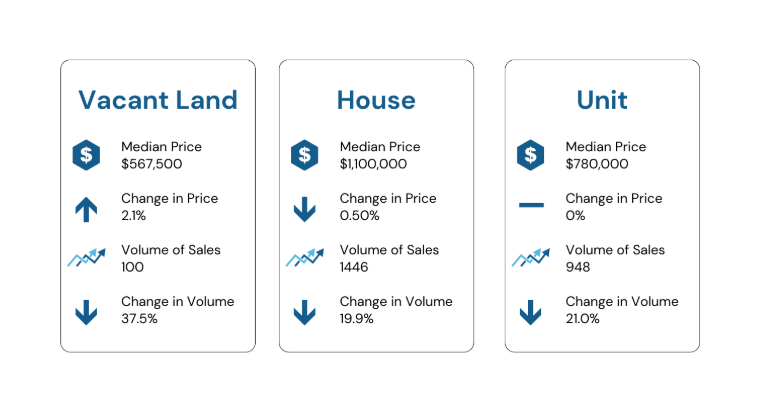 Vacant Land
$
Median Price
$567,500
Change in Price
2.1%
Volume of Sales
100
Change in Volume
37.5%
House
$
Median Price
$1,100,000
Change in Price
0.50%
Volume of Sales
1446
Change in Volume
19.9%
Unit
$
Median Price
$780,000
Change in Price
0%
Volume of Sales
948
Change in Volume
21.0%